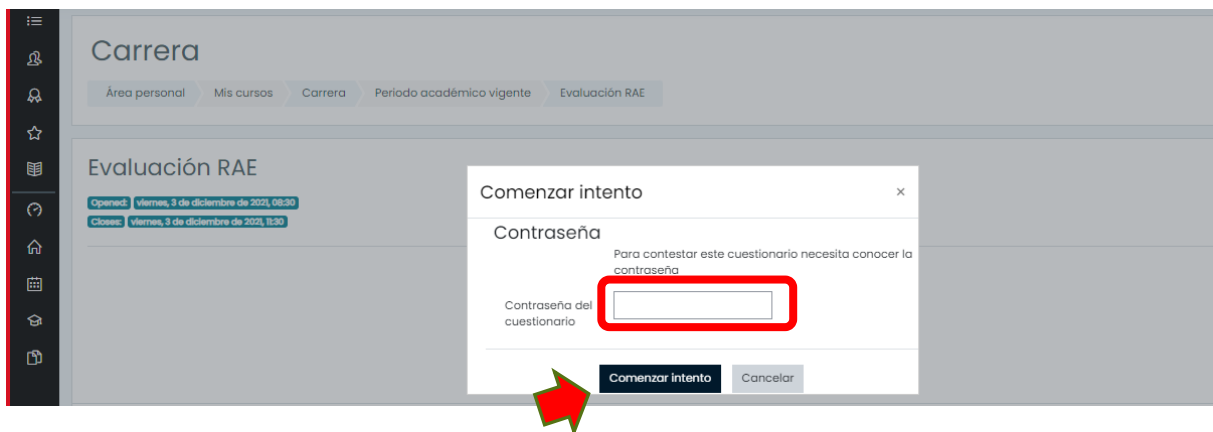 Carrera
Área personal Mis cursos Carrera Periodo académico vigente Evaluación RAE
Evaluación RAE
Opened: viernes, 3 de diciembre de 2021, 08:30
Closes: viernes, 3 de diciembre de 2021, 11:30
Comenzar intento ×
Contraseña
Para contestar este cuestionario necesita conocer la
contraseña
Contraseña del
cuestionario
Comenzar intento Cancelar